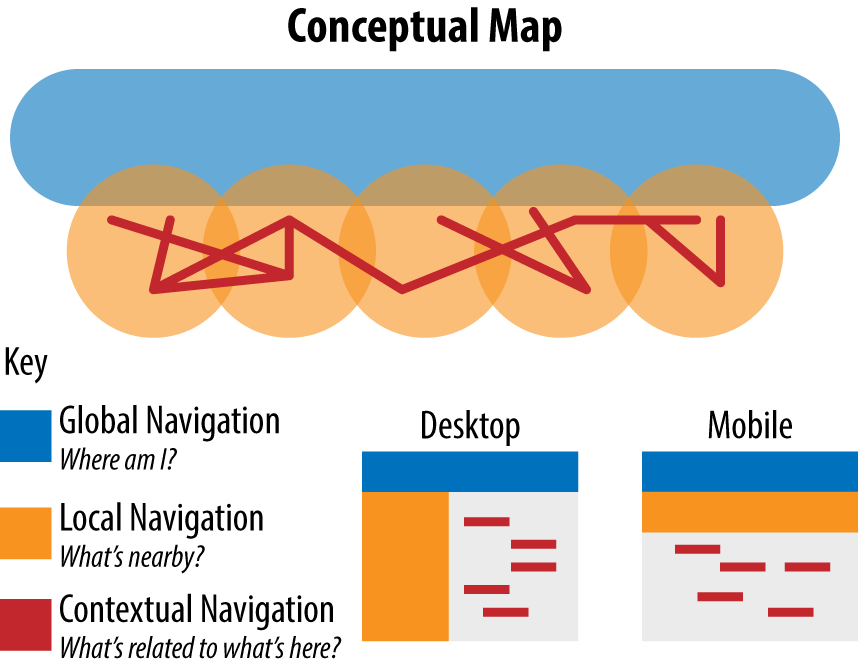 Conceptual Map
Key
Global Navigation
Where am I?
Local Navigation
What's nearby?
Contextual Navigation
What's related to what's here?
Desktop
Mobile